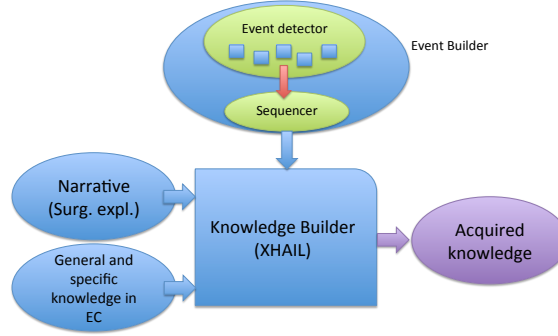 Event detector
Event Builder
Sequencer
Narrative
(Surg. expl.)
Knowledge Builder
(XHAIL)
Acquired
knowledge
General and
specific
knowledge in
EC